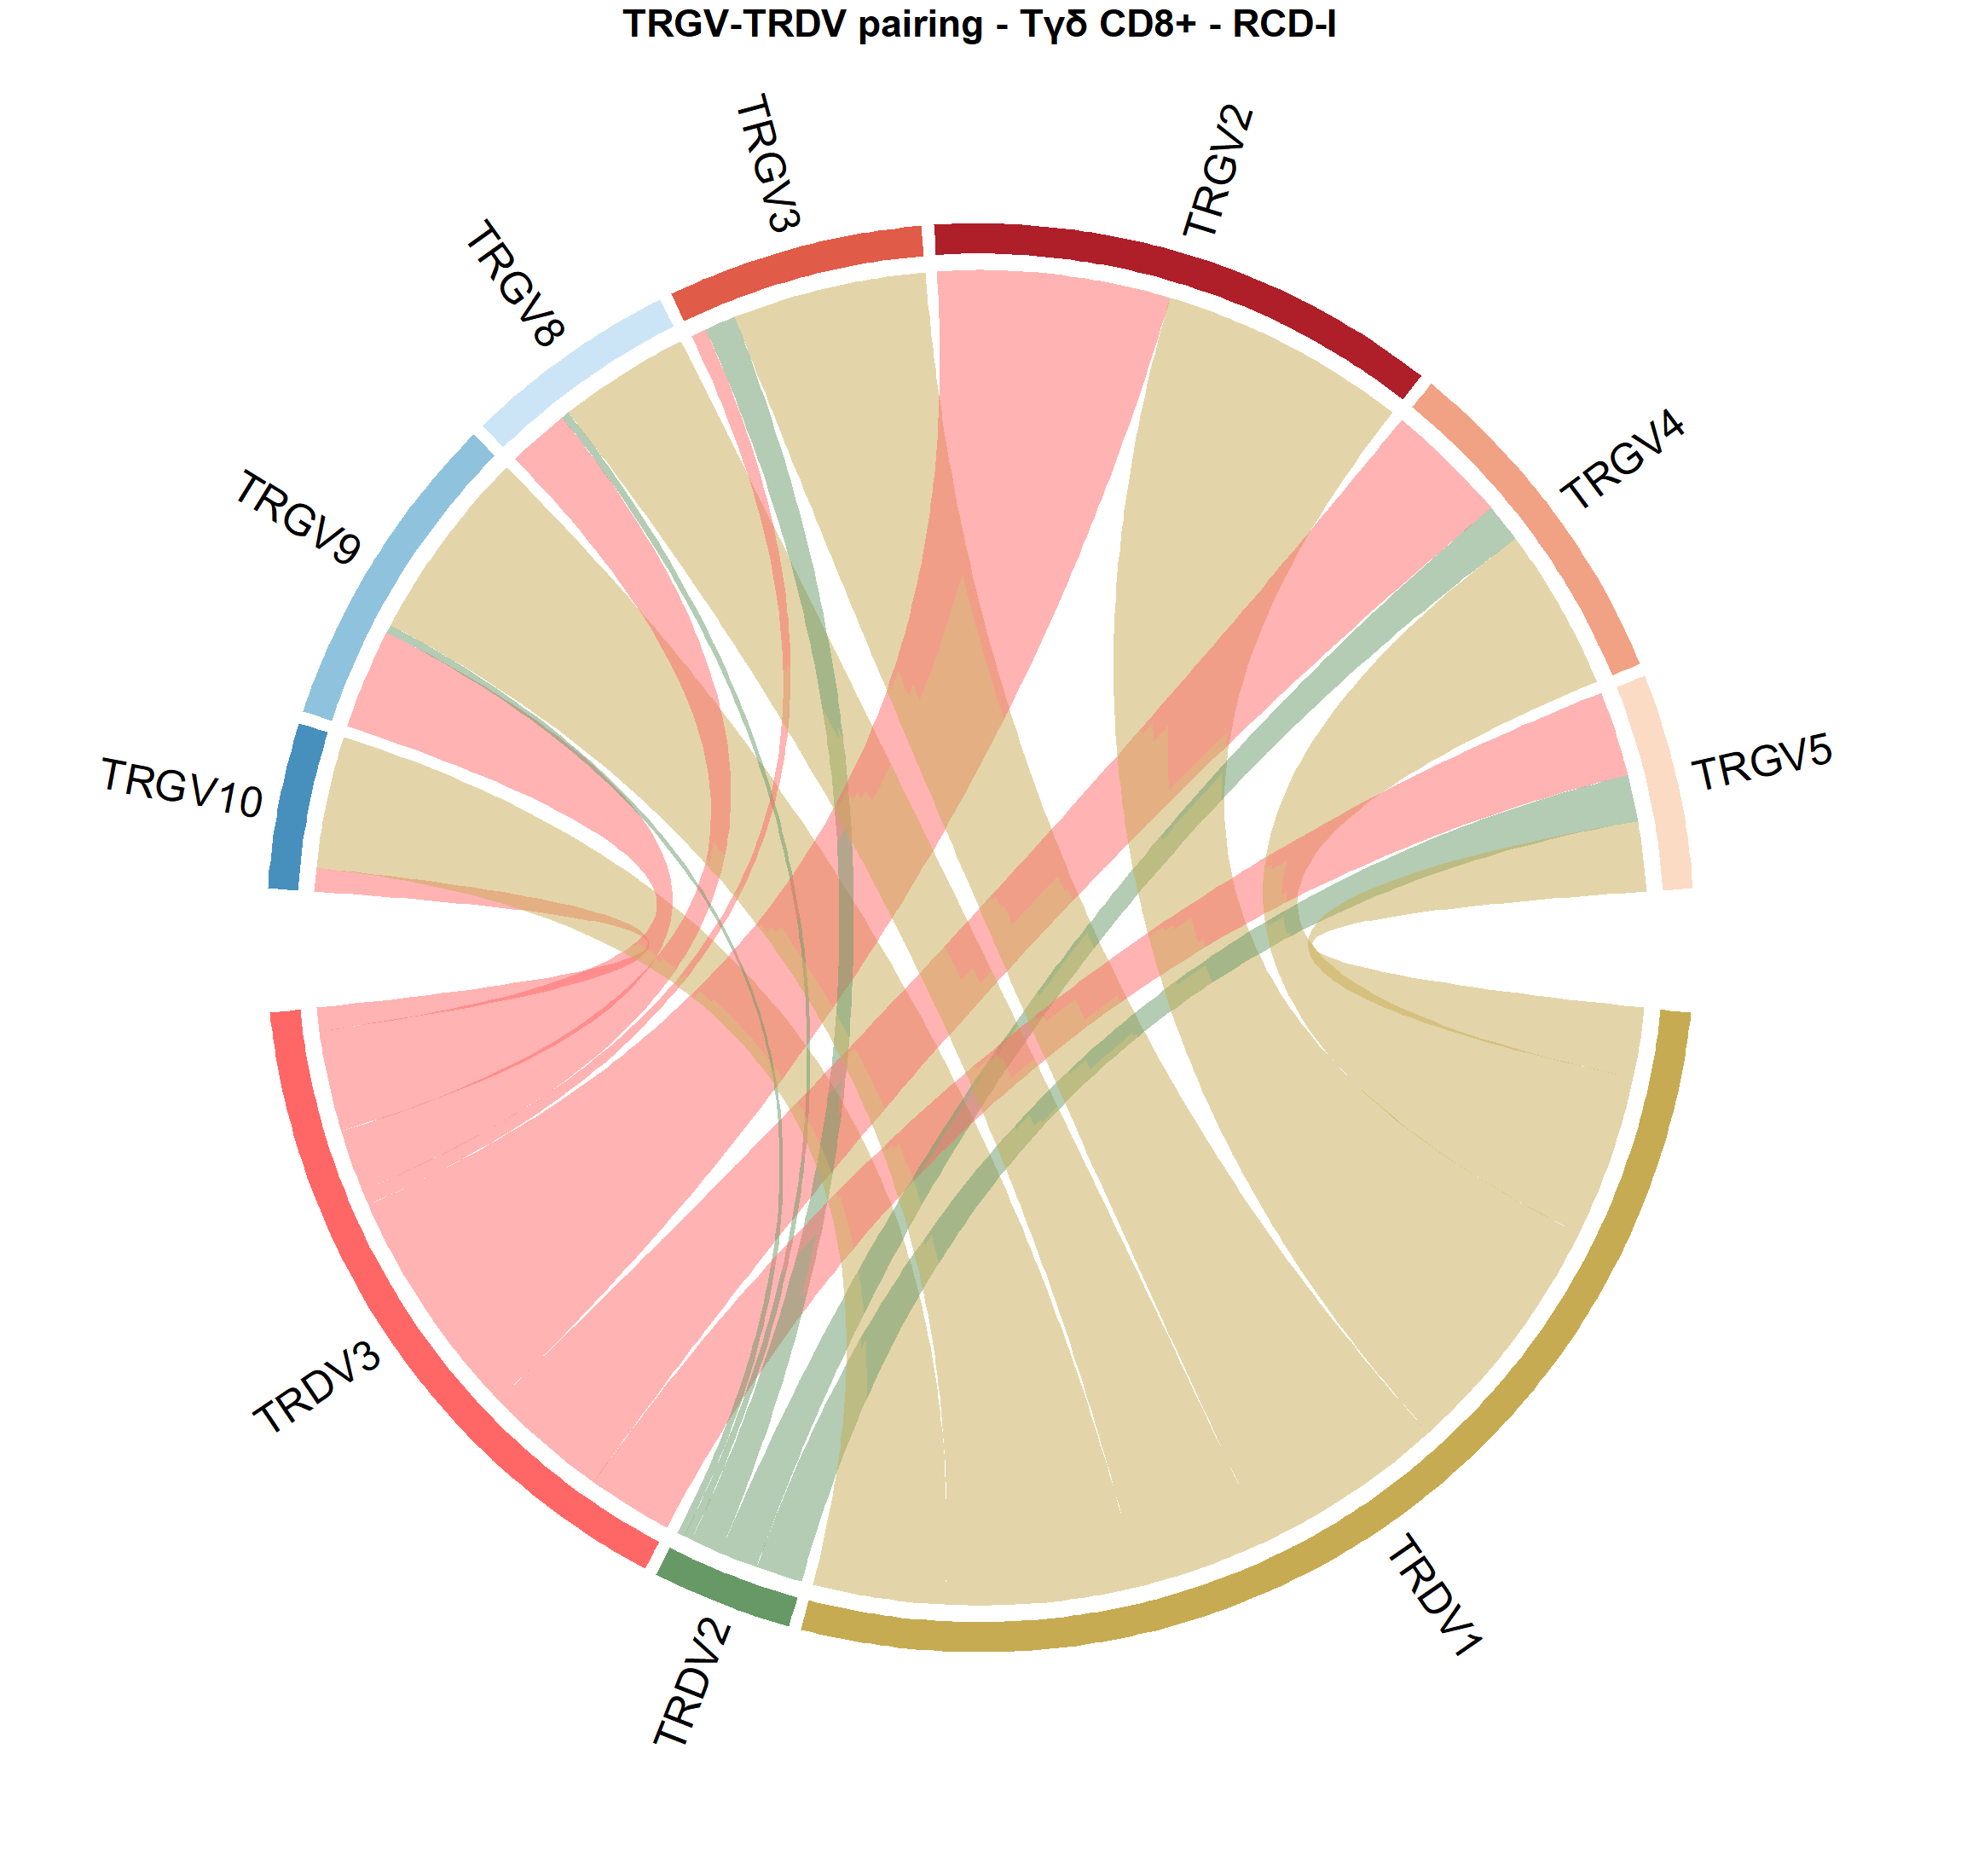 TRGV-TRDV pairing - Tγδ CD8+ - RCD-I
TRGV3
TRGV2
TRGV8
TRGV4
TRGV9
TRGV5
TRGV10
TRDV3
TRDV1
TRDV2